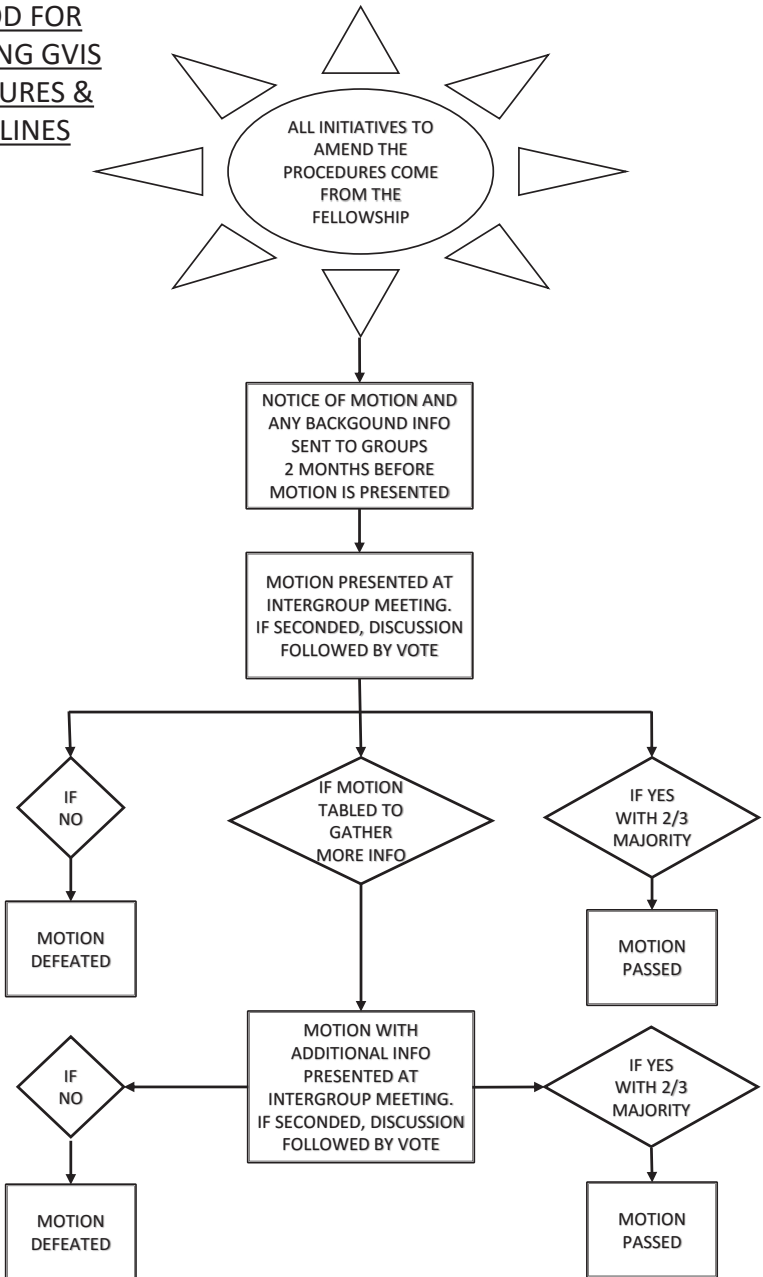 OD FOR
NG GVIS
URES &
LINES
ALL INITIATIVES TO
AMEND THE
PROCEDURES COME
FROM THE
FELLOWSHIP
NOTICE OF MOTION AND
ANY BACKGOUND INFO
SENT TO GROUPS
2 MONTHS BEFORE
MOTION IS PRESENTED
MOTION PRESENTED AT
INTERGROUP MEETING.
IF SECONDED, DISCUSSION
FOLLOWED BY VOTE
IF
NO
IF MOTION
TABLED TO
GATHER
MORE INFO
IF YES
WITH 2/3
MAJORITY
MOTION
DEFEATED
MOTION
PASSED
IF
NO
MOTION WITH
ADDITIONAL INFO
PRESENTED AT
INTERGROUP MEETING.
IF SECONDED, DISCUSSION
FOLLOWED BY VOTE
IF YES
WITH 2/3
MAJORITY
MOTION
DEFEATED
MOTION
PASSED